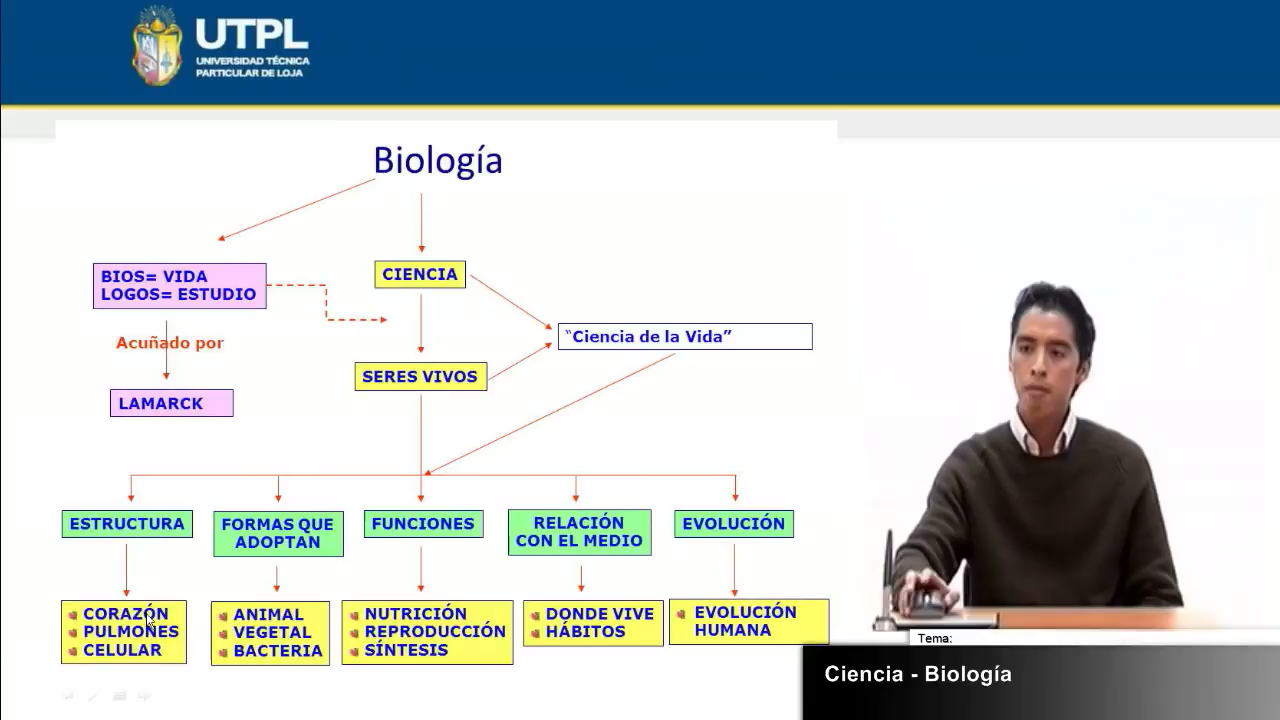 UTPL
UNIVERSIDAD TÉCNICA
PARTICULAR DE LOJA
Biología
BIOS= VIDA
LOGOS= ESTUDIO
CIENCIA
Acuñado por
“Ciencia de la Vida”
SERES VIVOS
LAMARCK
ESTRUCTURA
FORMAS QUE
ADOPTAN
FUNCIONES
RELACIÓN
CON EL MEDIO
EVOLUCIÓN
CORAZÓN
PULMONES
CELULAR
ANIMAL
VEGETAL
BACTERIA
NUTRICIÓN
REPRODUCCIÓN
SÍNTESIS
DONDE VIVE
HÁBITOS
EVOLUCIÓN
HUMANA
Tema:
Ciencia - Biología